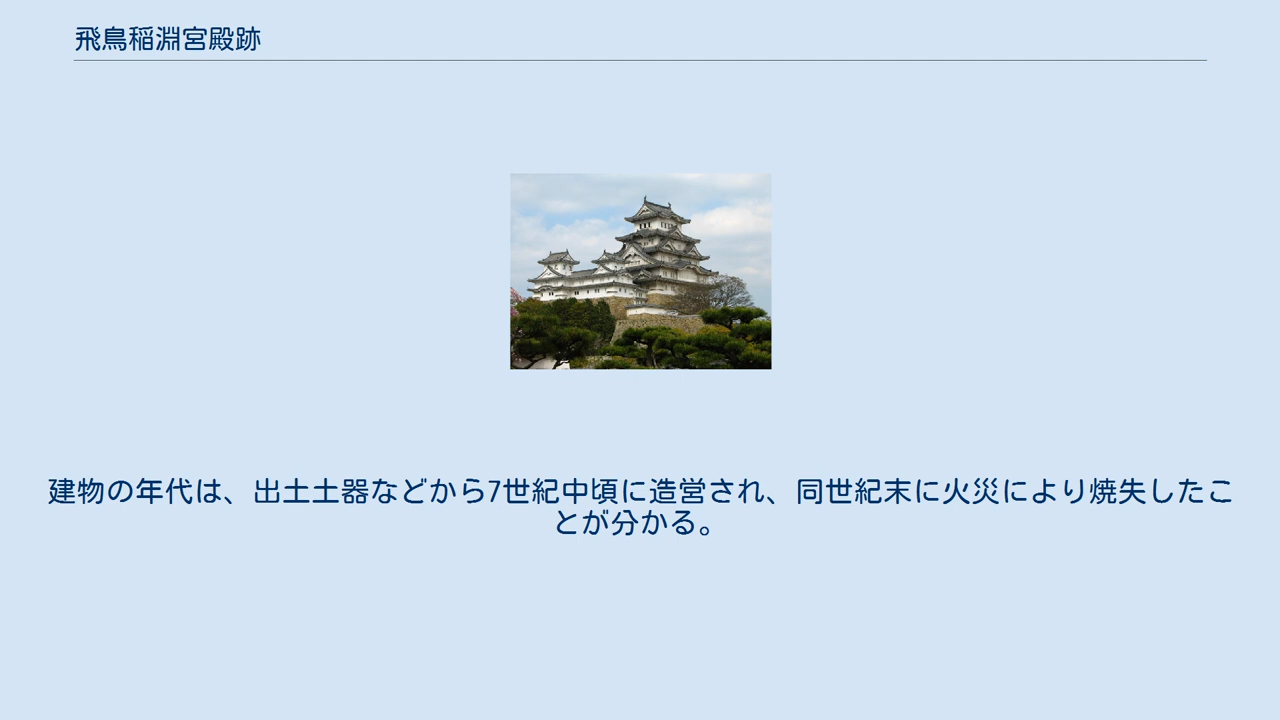 飛鳥稲淵宮殿跡
建物の年代は、出土土器などから7世紀中頃に造営され、同世紀末に火災により焼失したこ
とが分かる。